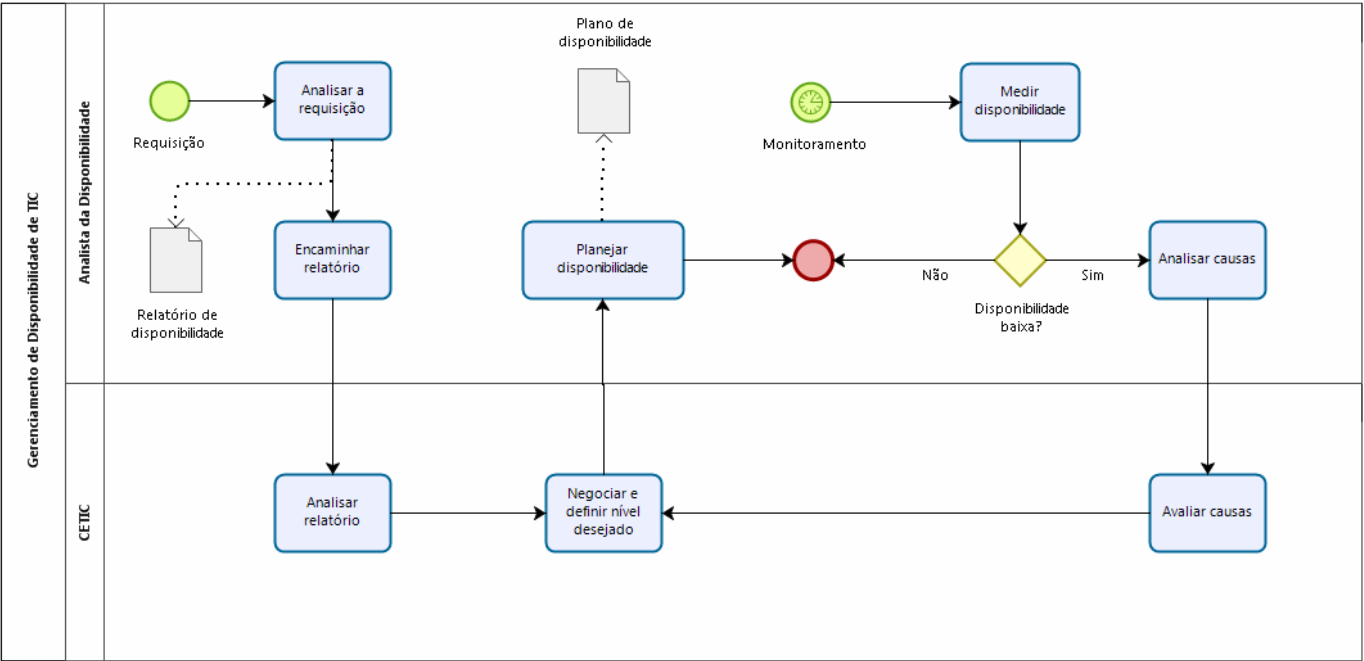 Gerenciamento de Disponibilidade de TIC
Analista da Disponibilidade
Requisição
Analisar a
requisição
Relatório de
disponibilidade
Encaminhar
relatório
Plano de
disponibilidade
Planejar
disponibilidade
Monitoramento
Medir
disponibilidade
Não
Sim
Disponibilidade
baixa?
Analisar causas
CETIC
Analisar
relatório
Negociar e
definir nível
desejado
Avaliar causas